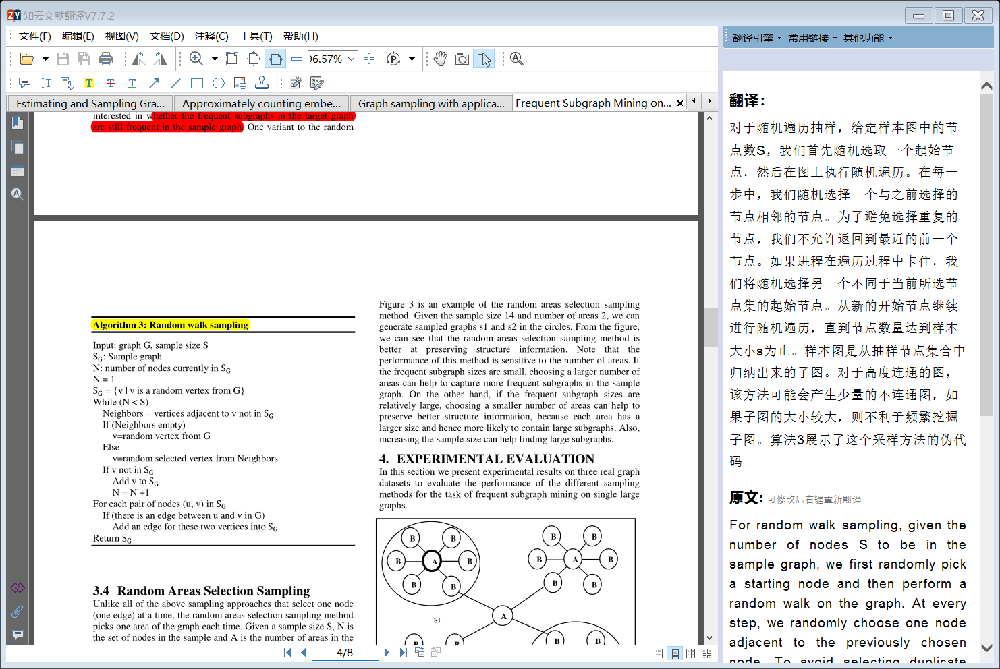 知云文献翻译V7.7.2
文件(F) 编辑(E) 视图(V) 文档(D) 注释(C) 工具(T) 帮助(H)
翻译引擎 常用链接 其他功能
96.57%
Estimating and Sampling Gra...
Approximately counting embe...
Graph sampling with applica...
Frequent Subgraph Mining on...
interested in whether the frequent subgraphs in the target graph
are still frequent in the sample graph. One variant to the random
Algorithm 3: Random walk sampling
Input: graph G, sample size S
SG: Sample graph
N: number of nodes currently in SG
N = 1
SG = {v | v is a random vertex from G}
While (N < S)
Neighbors = vertices adjacent to v not in SG
If (Neighbors empty)
v=random vertex from G
Else
v=random selected vertex from Neighbors
If v not in SG
Add v to SG
N = N +1
For each pair of nodes (u, v) in SG
If (there is an edge between u and v in G)
Add an edge for these two vertices into SG
Return SG
3.4 Random Areas Selection Sampling
Unlike all of the above sampling approaches that select one node
(one edge) at a time, the random areas selection sampling method
picks one area of the graph each time. Given a sample size S, N is
the set of nodes in the sample and A is the number of areas in the
Figure 3 is an example of the random areas selection sampling
method. Given the sample size 14 and number of areas 2, we can
generate sampled graphs s1 and s2 in the circles. From the figure,
we can see that the random areas selection sampling method is
better at preserving structure information. Note that the
performance of this method is sensitive to the number of areas. If
the frequent subgraph sizes are small, choosing a larger number of
areas can help to capture more frequent subgraphs in the sample
graph. On the other hand, if the frequent subgraph sizes are
relatively large, choosing a smaller number of areas can help to
preserve better structure information, because each area has a
larger size and hence more likely to contain large subgraphs. Also,
increasing the sample size can help finding large subgraphs.
4. EXPERIMENTAL EVALUATION
In this section we present experimental results on three real graph
datasets to evaluate the performance of the different sampling
methods for the task of frequent subgraph mining on single large
graphs.
B B B B
B A B B A B
B B B B
A
S1
B B B B
4/8
翻译：
对于随机遍历抽样，给定样本图中的节
点数S，我们首先随机选取一个起始节
点，然后在图上执行随机遍历。在每一
步中，我们随机选择一个与之前选择的
节点相邻的节点。为了避免选择重复的
节点，我们不允许返回到最近的前一个
节点。如果进程在遍历过程中卡住，我
们将随机选择另一个不同于当前所选节
点集的起始节点。从新的开始节点继续
进行随机遍历，直到节点数量达到样本
大小s为止。样本图是从抽样节点集合中
归纳出来的子图。对于高度连通的图，
该方法可能会产生少量的不连通图，如
果子图的大小较大，则不利于频繁挖掘
子图。算法3展示了这个采样方法的伪代
码
原文: 可修改后右键重新翻译
For random walk sampling, given the
number of nodes S to be in the
sample graph, we first randomly pick
a starting node and then perform a
random walk on the graph. At every
step, we randomly choose one node
adjacent to the previously chosen
node. To avoid selecting duplicate